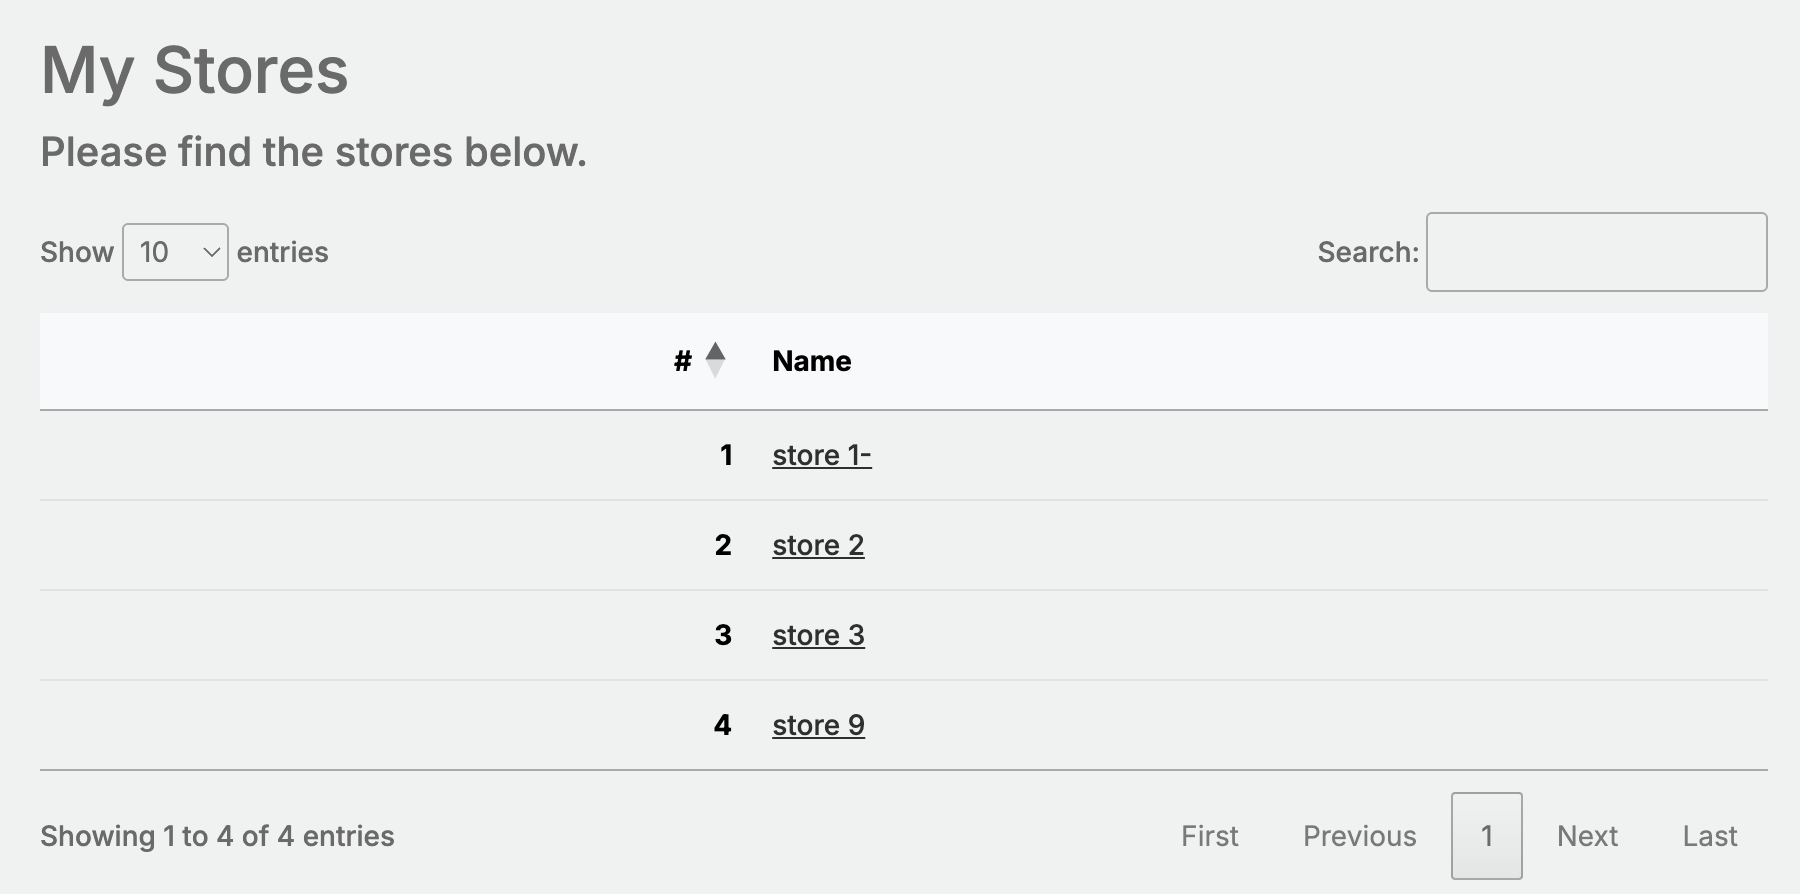 My Stores
Please find the stores below.
Show 10 entries
Search:
# Name
1 store 1-
2 store 2
3 store 3
4 store 9
Showing 1 to 4 of 4 entries
First Previous 1 Next Last